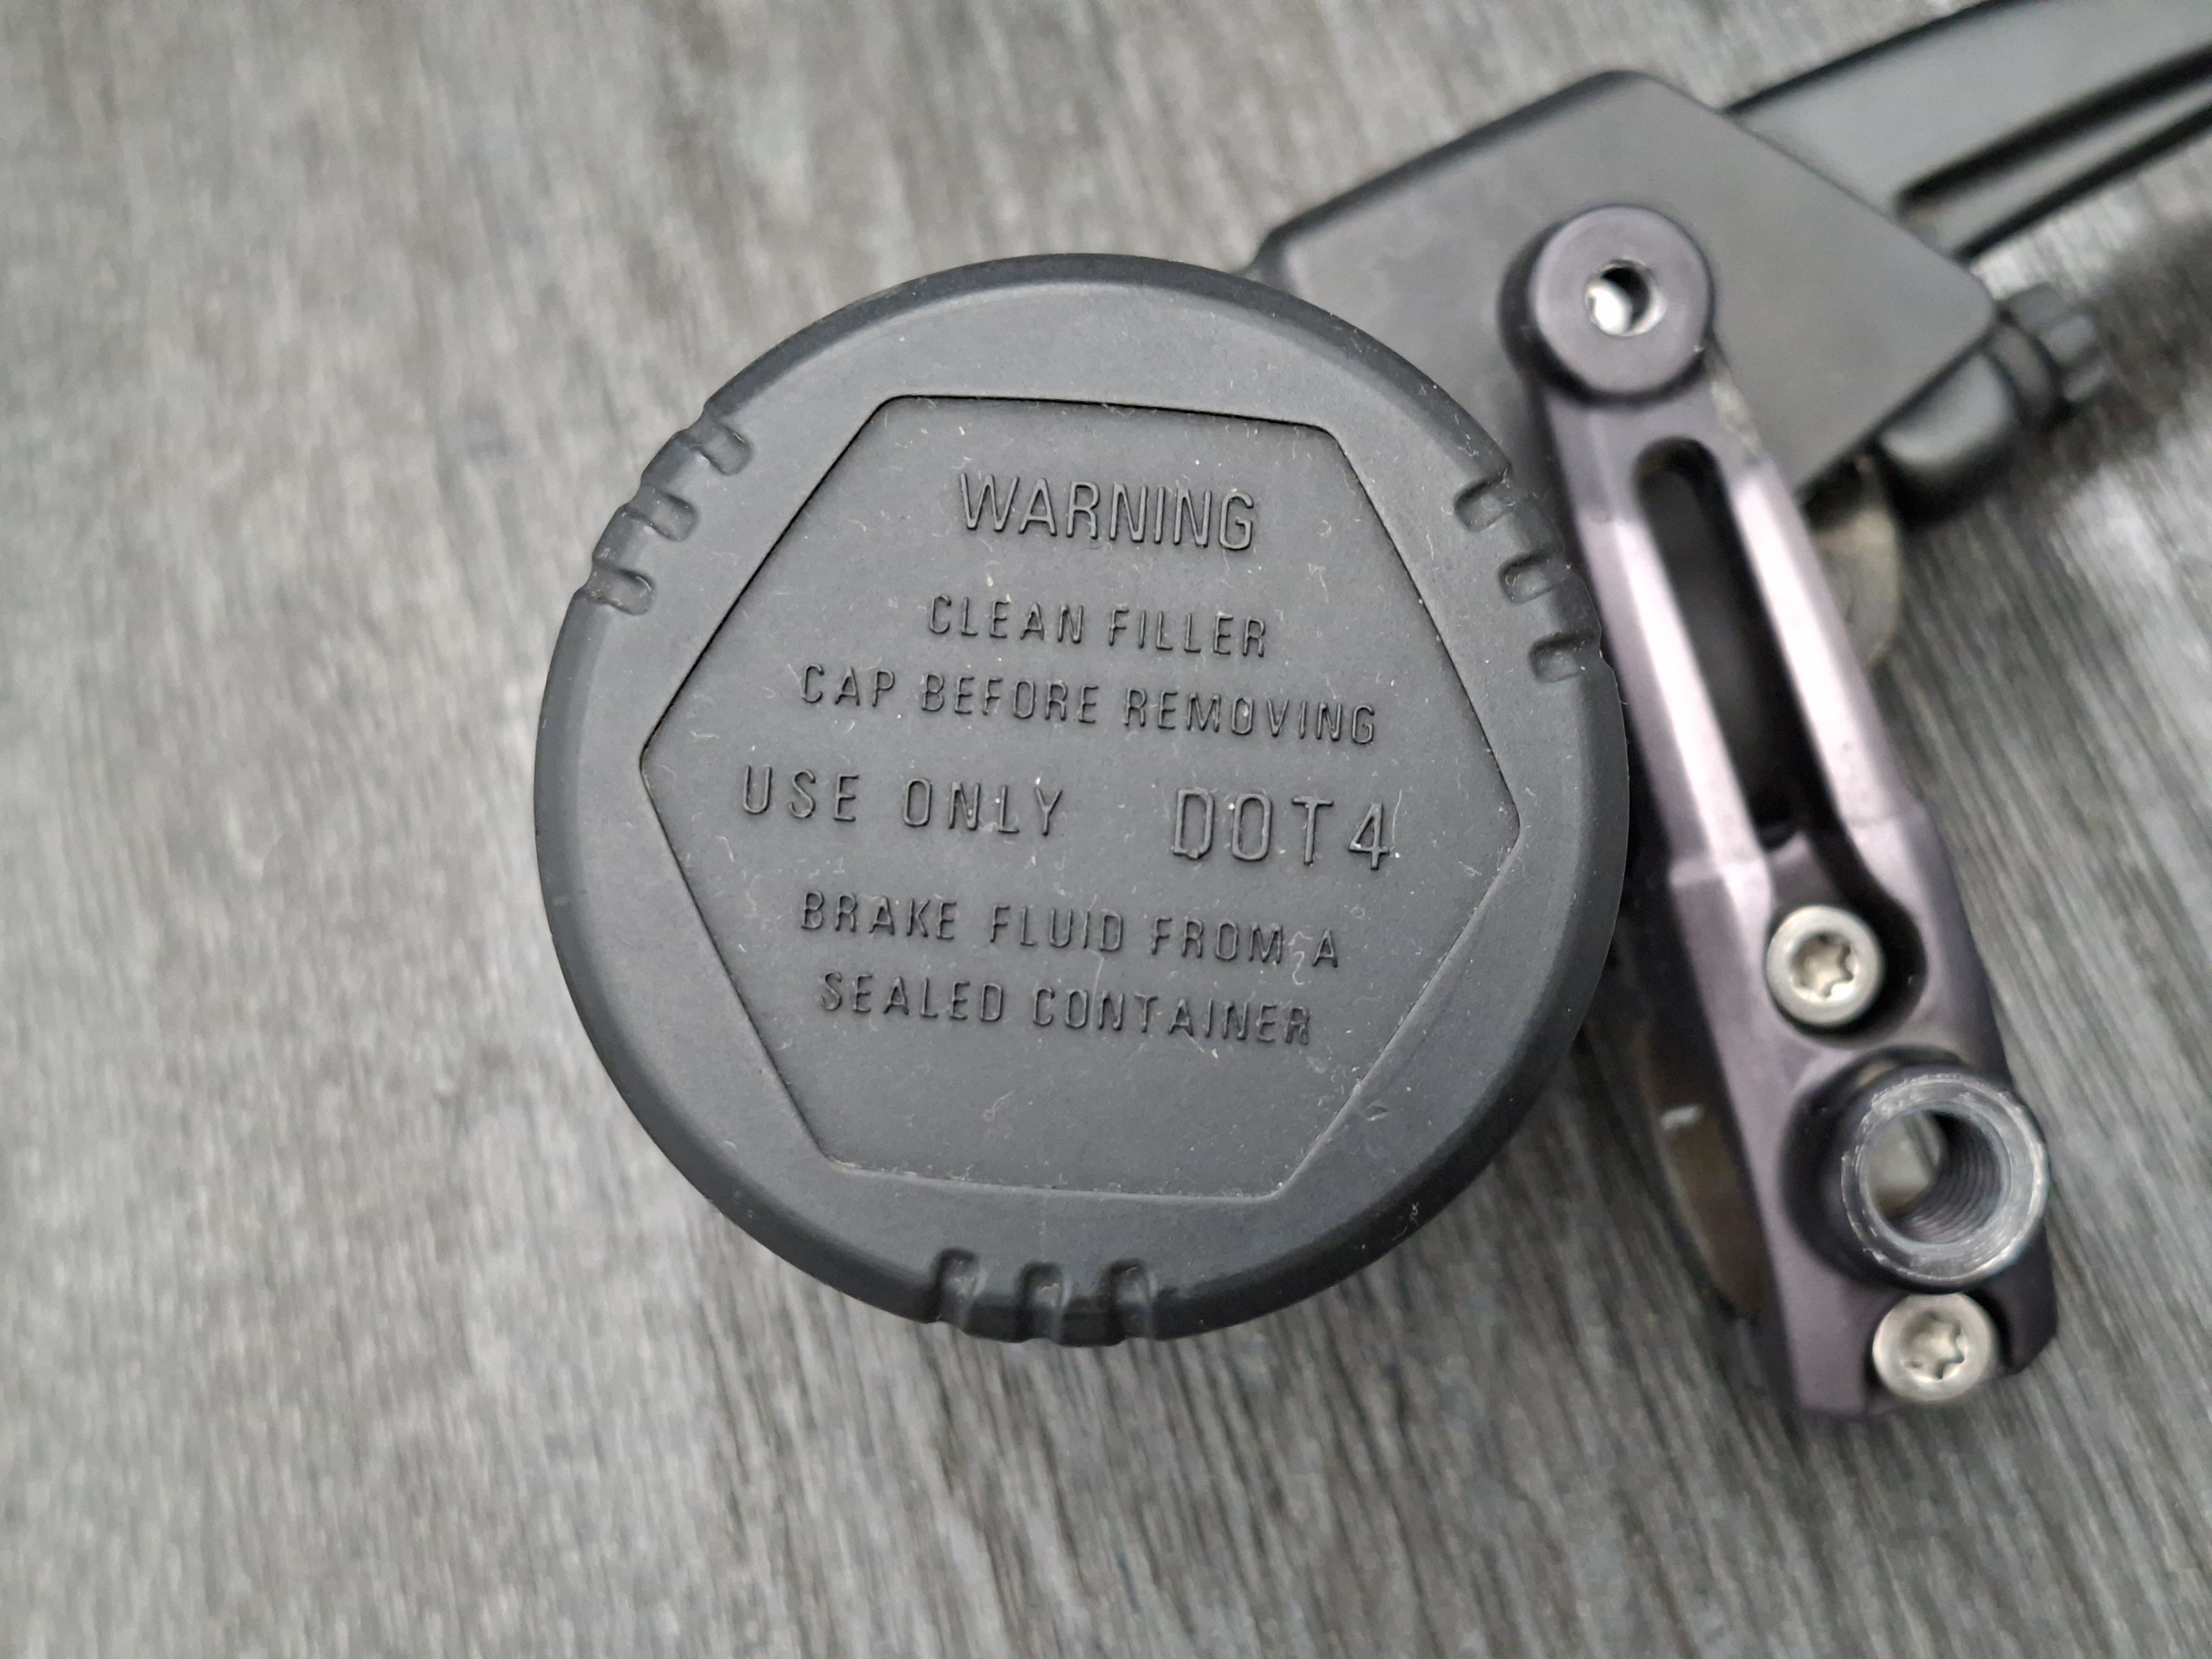 WARNING
CLEAN FILLER
CAP BEFORE REMOVING
USE ONLY DOT4
BRAKE FLUID FROM A
SEALED CONTAINER